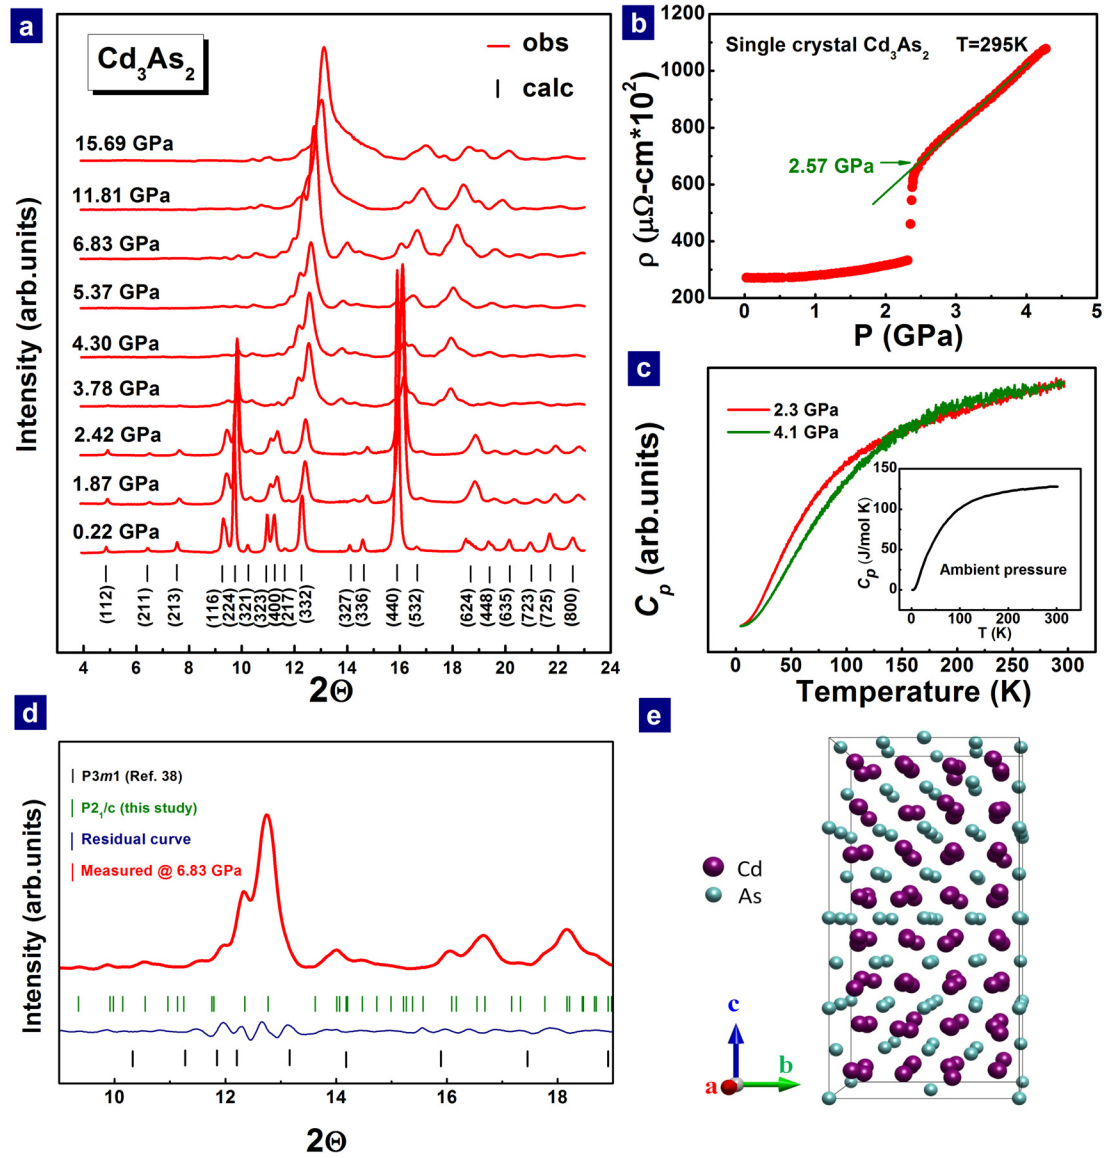 a
Cd3As2
obs
calc
15.69 GPa
11.81 GPa
6.83 GPa
5.37 GPa
4.30 GPa
3.78 GPa
2.42 GPa
1.87 GPa
0.22 GPa
Intensity (arb.units)
(112)
(211)
(213)
(116)
(224)
(321)
(323)
(400)
(217)
(332)
(327)
(336)
(440)
(532)
(624)
(448)
(635)
(723)
(725)
(800)
4 6 8 10 12 14 16 18 20 22 24
2Θ
b
Single crystal Cd3As2 T=295K
2.57 GPa
ρ (μΩ-cm*10^2)
1200
1000
800
600
400
200
0 1 2 3 4 5
P (GPa)
c
2.3 GPa
4.1 GPa
Cp (arb.units)
150
125
100
75
50
25
0
Cp (J/mol K)
Ambient pressure
0 100 200 300
T (K)
0 50 100 150 200 250 300
Temperature (K)
d
P3m1 (Ref. 38)
P21/c (this study)
Residual curve
Measured @ 6.83 GPa
Intensity (arb.units)
10 12 14 16 18
2Θ
e
Cd
As
c
a
b